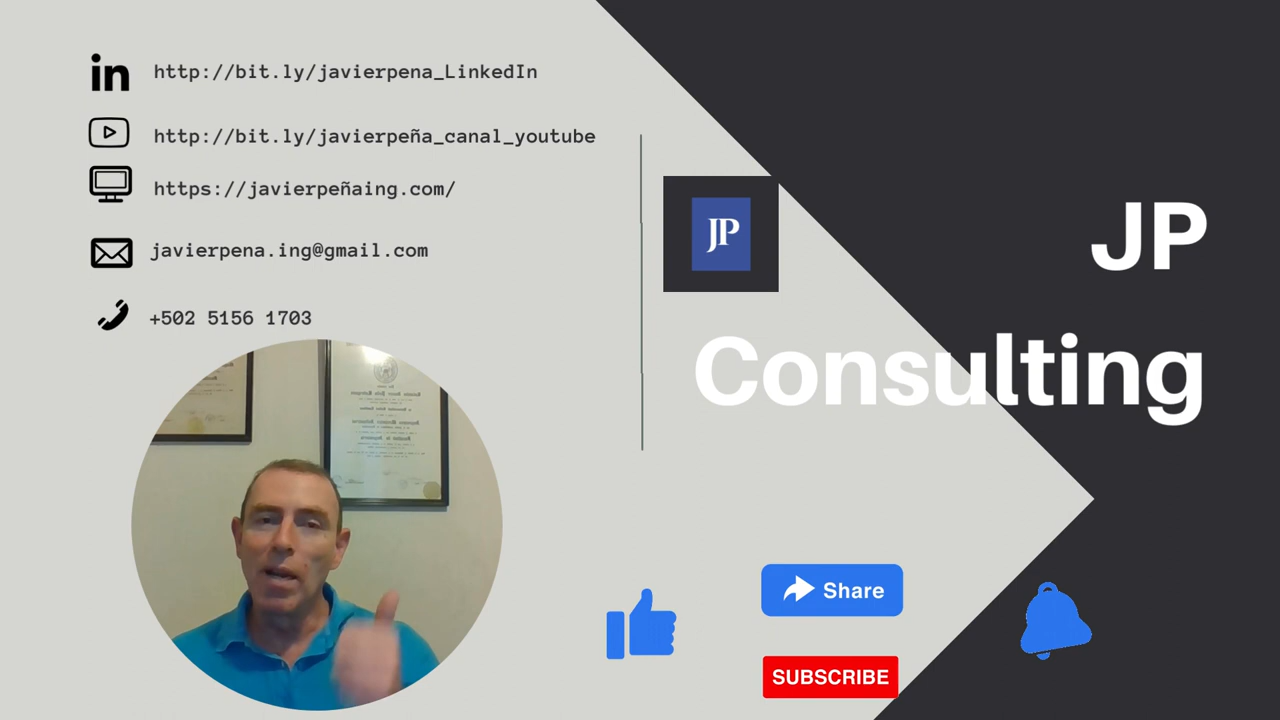 in
http://bit.ly/javierpena_LinkedIn
http://bit.ly/javierpeña_canal_youtube
https://javierpeñaing.com/
javierpena.ing@gmail.com
+502 5156 1703
JP
JP
Consulting
Share
SUBSCRIBE